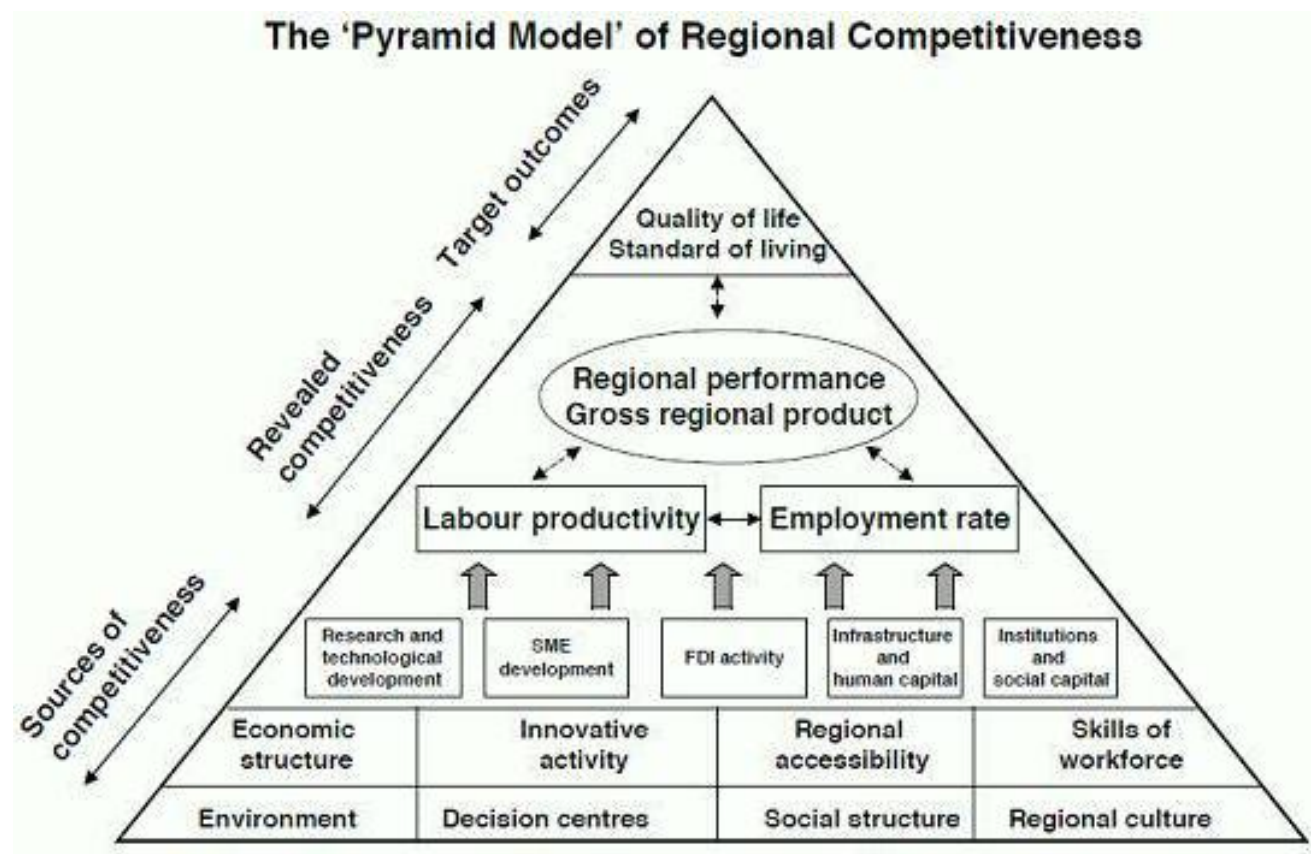 The ‘Pyramid Model’ of Regional Competitiveness
Target outcomes
Quality of life
Standard of living
Revealed
competitiveness
Regional performance
Gross regional product
Labour productivity
Employment rate
Sources of
competitiveness
Research and
technological
development
SME
development
FDI activity
Infrastructure
and
human capital
Institutions
and
social capital
Economic
structure
Innovative
activity
Regional
accessibility
Skills of
workforce
Environment
Decision centres
Social structure
Regional culture